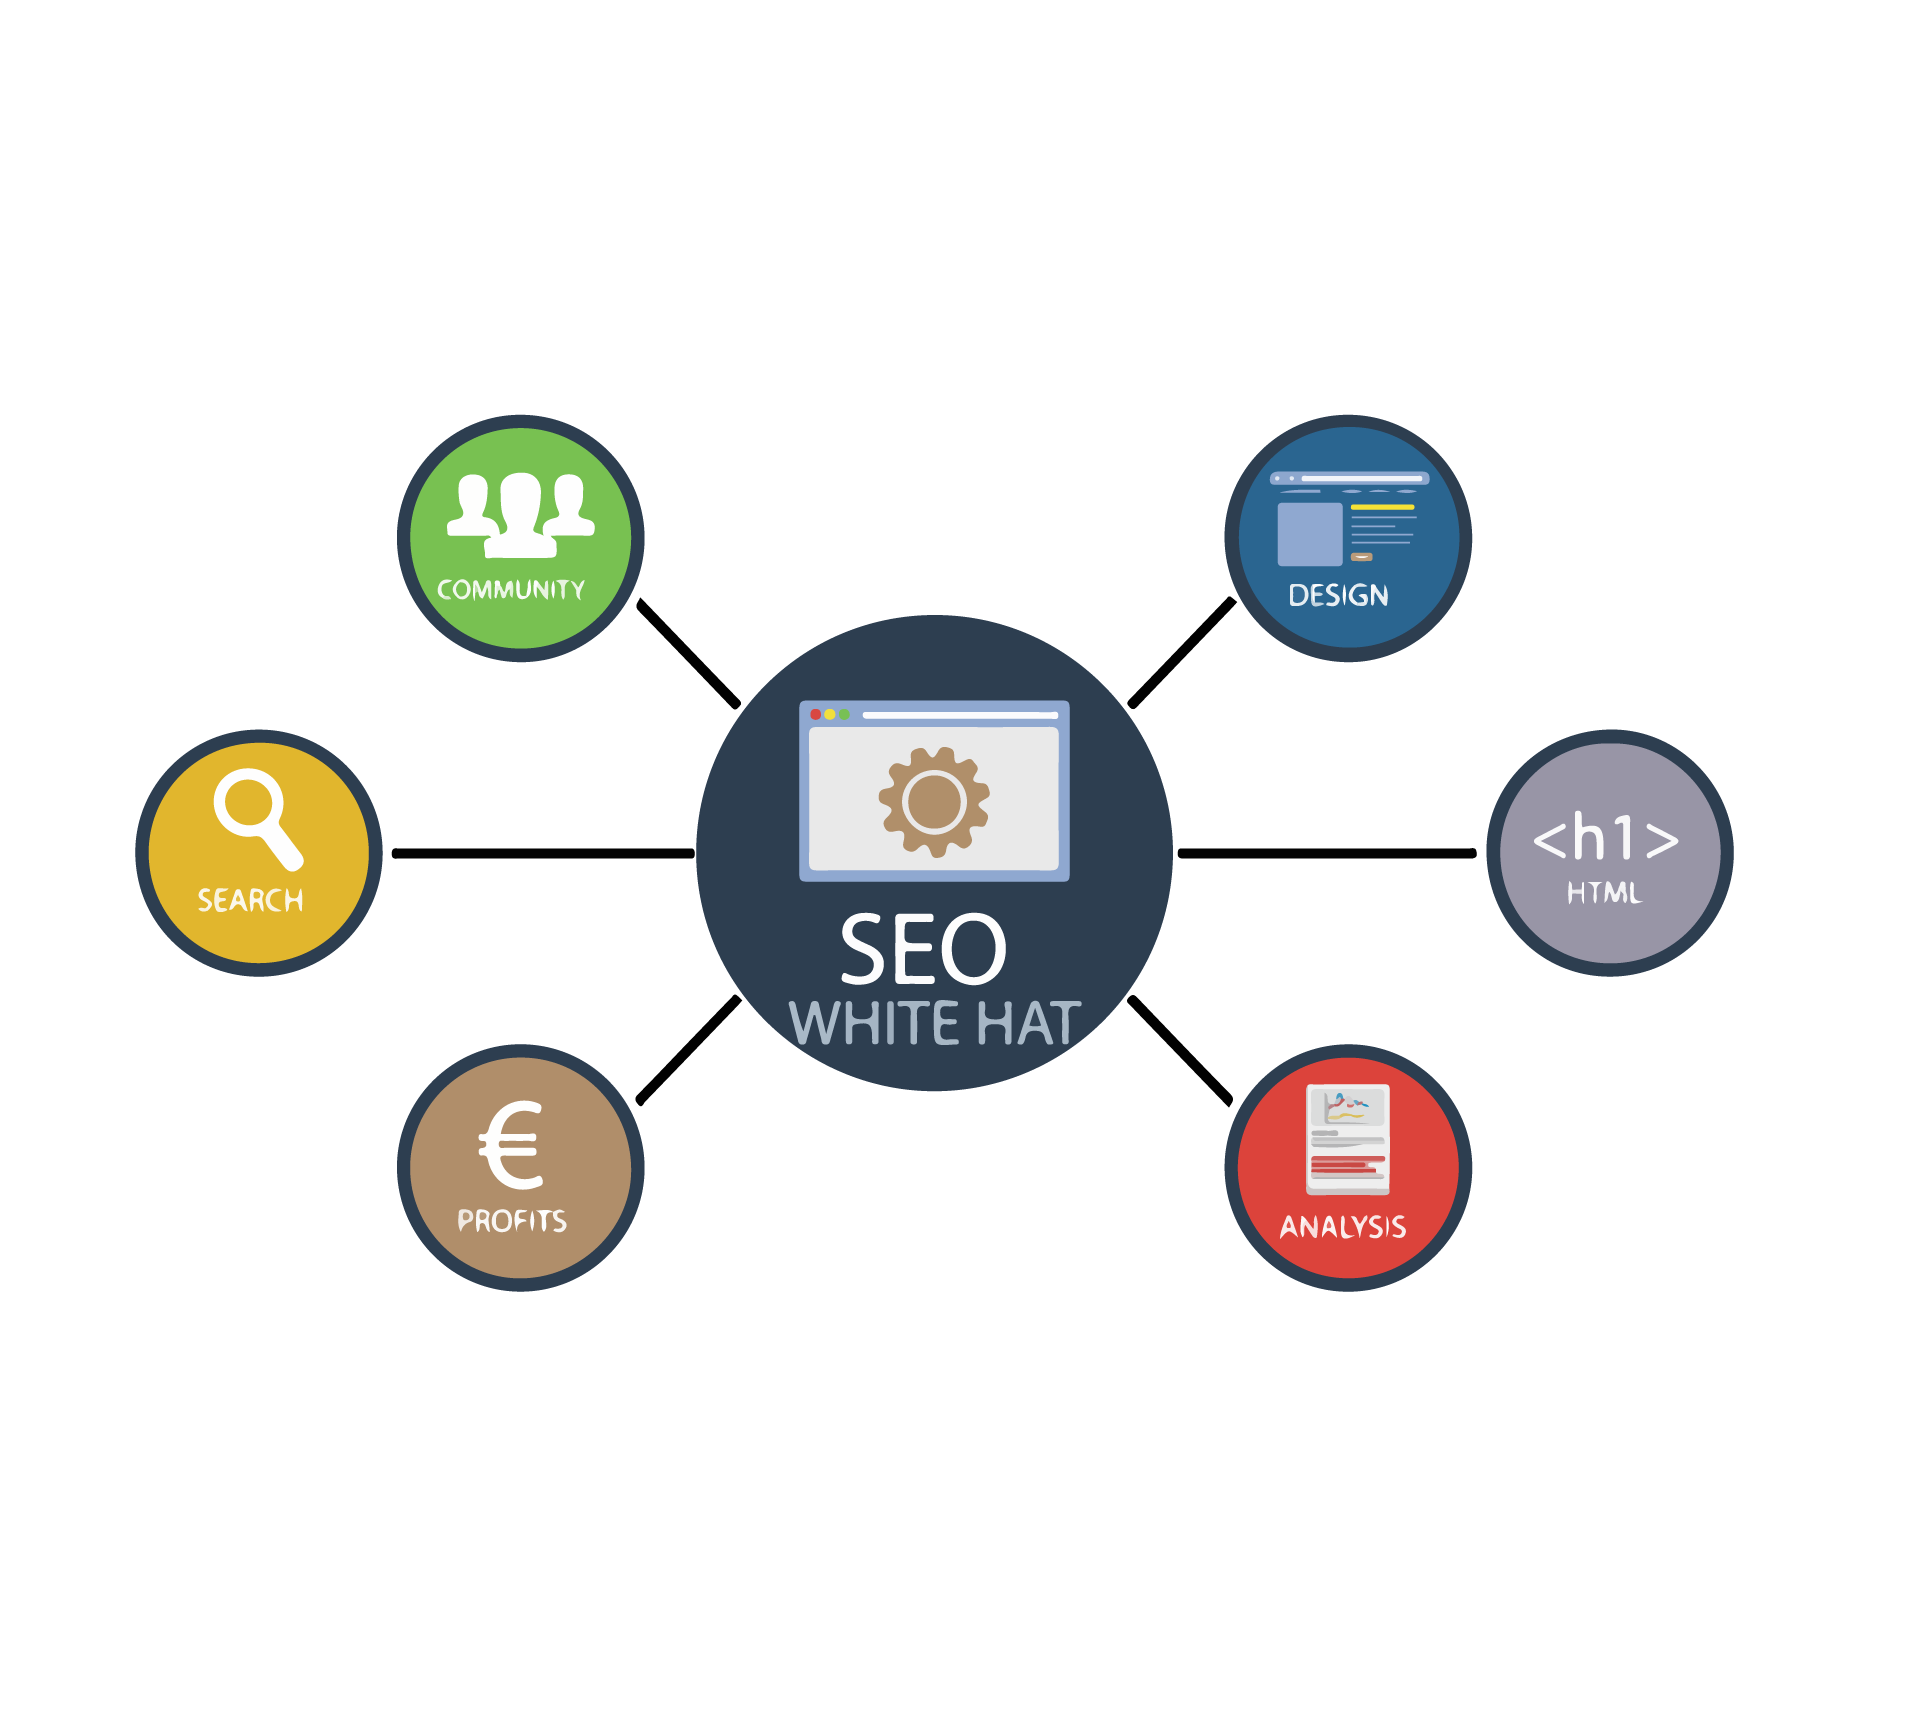 COMMUNITY
DESIGN
SEARCH
<h1>
HTML
SEO
WHITE HAT
€
PROFITS
ANALYSIS